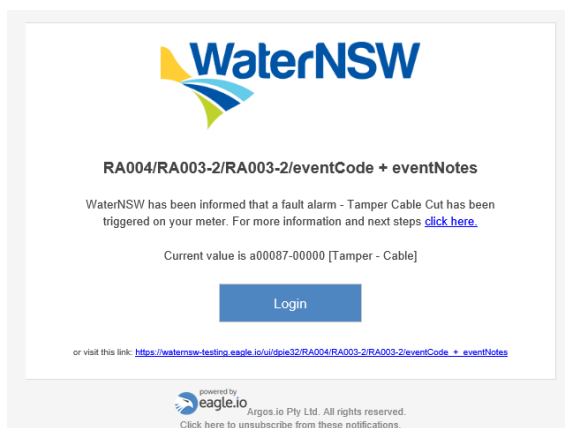 WaterNSW
RA004/RA003-2/RA003-2/eventCode + eventNotes
WaterNSW has been informed that a fault alarm - Tamper Cable Cut has been
triggered on your meter. For more information and next steps click here.
Current value is a00087-00000 [Tamper - Cable]
Login
or visit this link: https://waternsw-testing.eagle.io/ui/dpie32/RA004/RA003-2/RA003-2/eventCode_+_eventNotes
powered by
eagle.io Argos.io Pty Ltd. All rights reserved.
Click here to unsubscribe from these notifications.